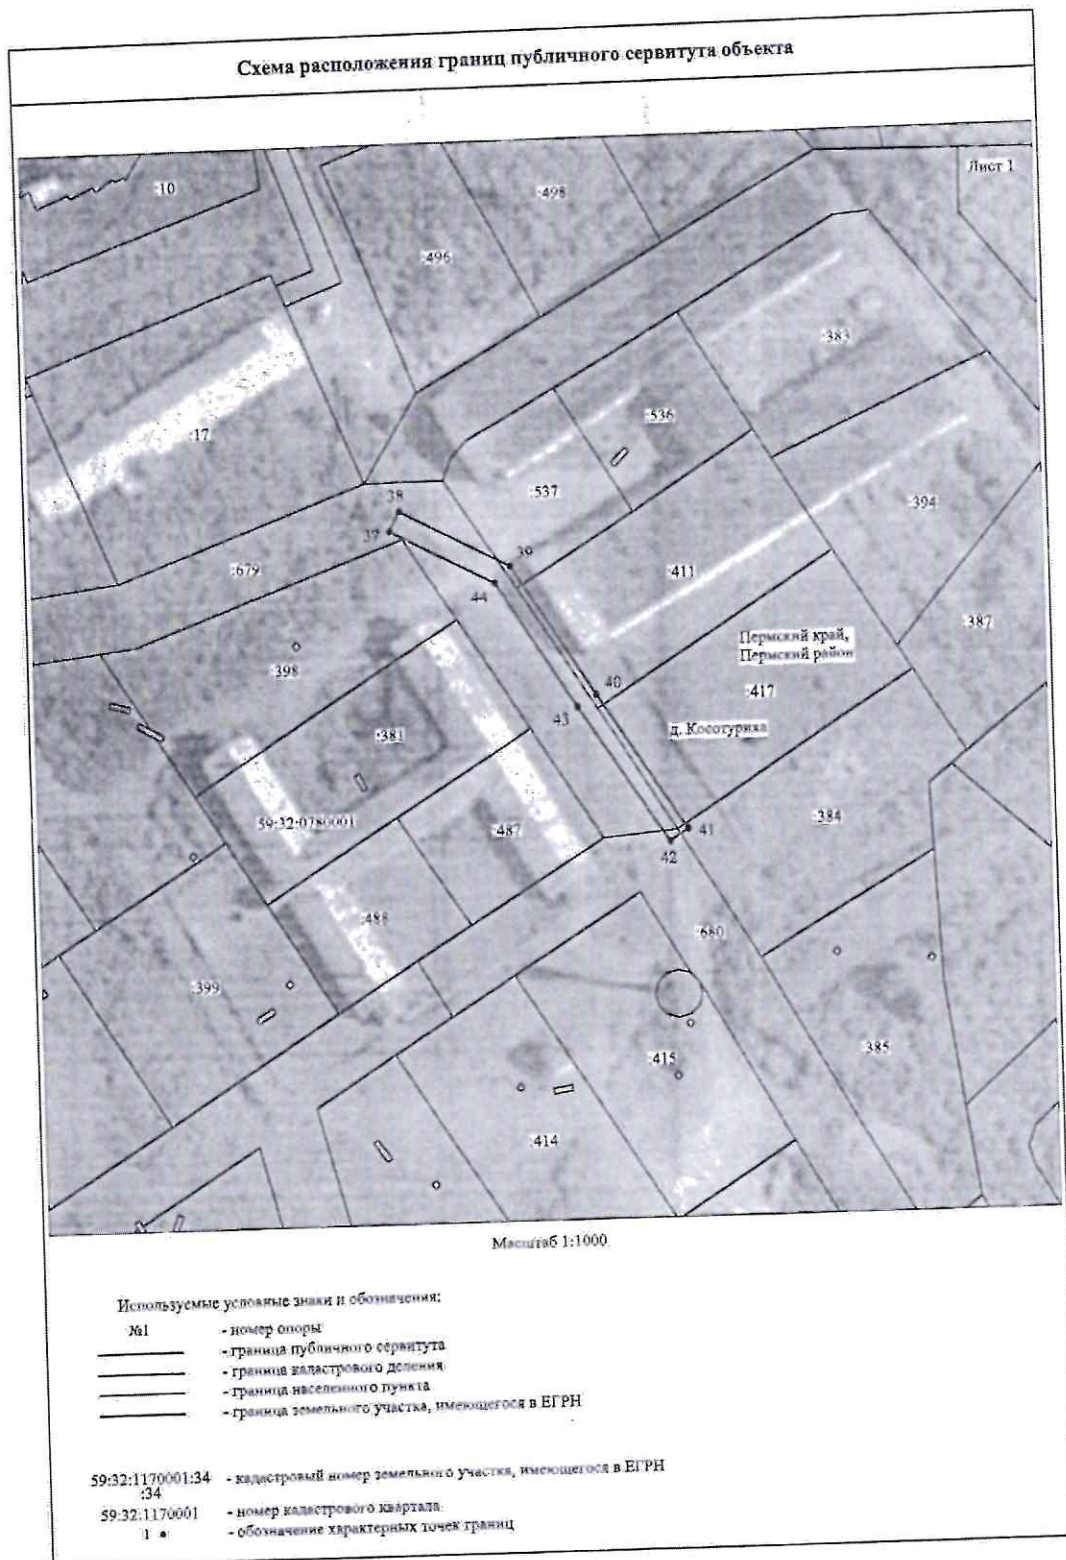 Схема расположения границ публичного сервитута объекта
Лист 1
:10
:498
:496
:383
:17
:536
:537
:394
38
37
39
:679
:411
44
:387
Пермский край,
Пермский район
:398
40
:417
43
д. Косотуриха
:381
59:32:0780001
:487
41
:384
42
:488
:680
:399
:385
:415
:414
Масштаб 1:1000
Используемые условные знаки и обозначения:
№1 - номер опоры
- граница публичного сервитута
- граница кадастрового деления
- граница населенного пункта
- граница земельного участка, имеющегося в ЕГРН
59:32:1170001:34 - кадастровый номер земельного участка, имеющегося в ЕГРН
:34
59:32:1170001 - номер кадастрового квартала
1 - обозначение характерных точек границ